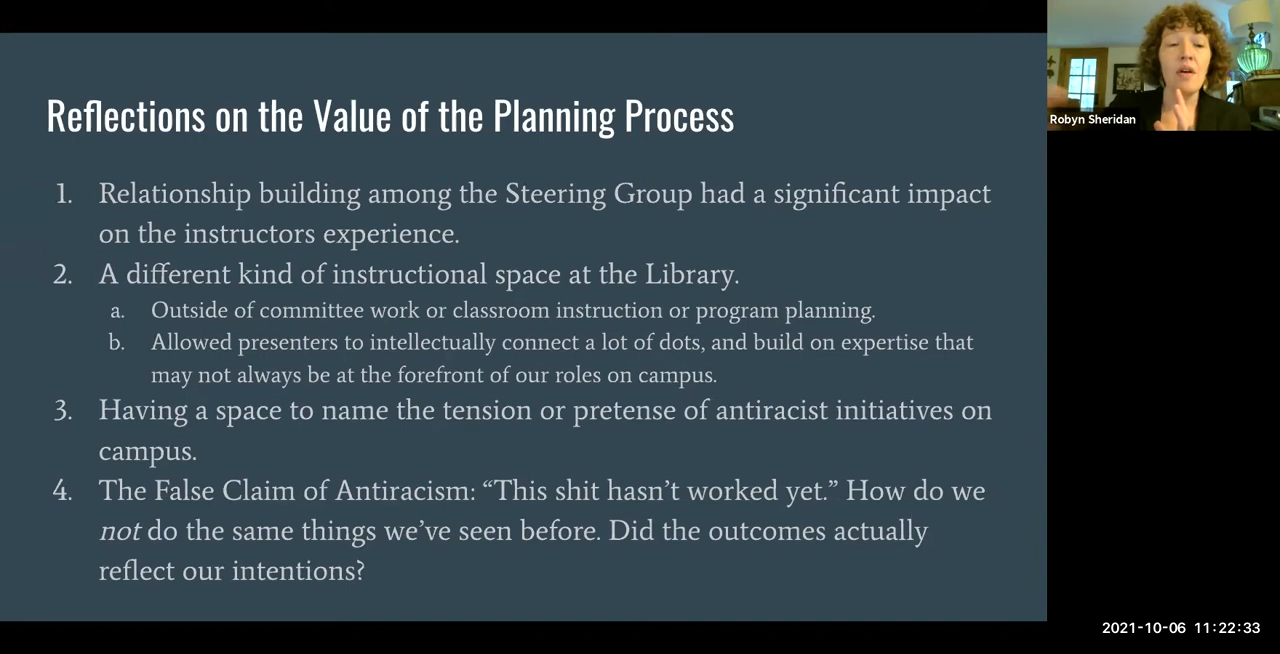 Reflections on the Value of the Planning Process
1. Relationship building among the Steering Group had a significant impact
on the instructors experience.
2. A different kind of instructional space at the Library.
a. Outside of committee work or classroom instruction or program planning.
b. Allowed presenters to intellectually connect a lot of dots, and build on expertise that
may not always be at the forefront of our roles on campus.
3. Having a space to name the tension or pretense of antiracist initiatives on
campus.
4. The False Claim of Antiracism: “This shit hasn’t worked yet.” How do we
not do the same things we’ve seen before. Did the outcomes actually
reflect our intentions?
Robyn Sheridan
2021-10-06 11:22:33